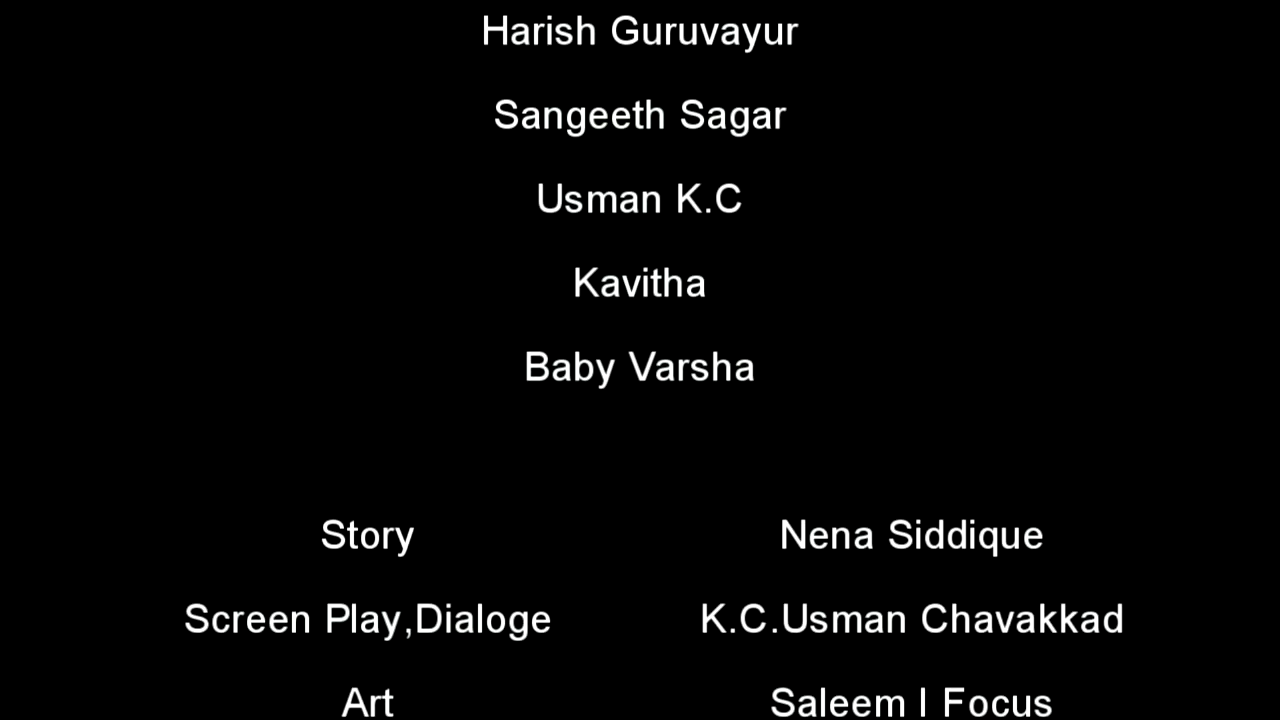 Harish Guruvayur
Sangeeth Sagar
Usman K.C
Kavitha
Baby Varsha
Story Nena Siddique
Screen Play,Dialoge K.C.Usman Chavakkad
Art Saleem I Focus